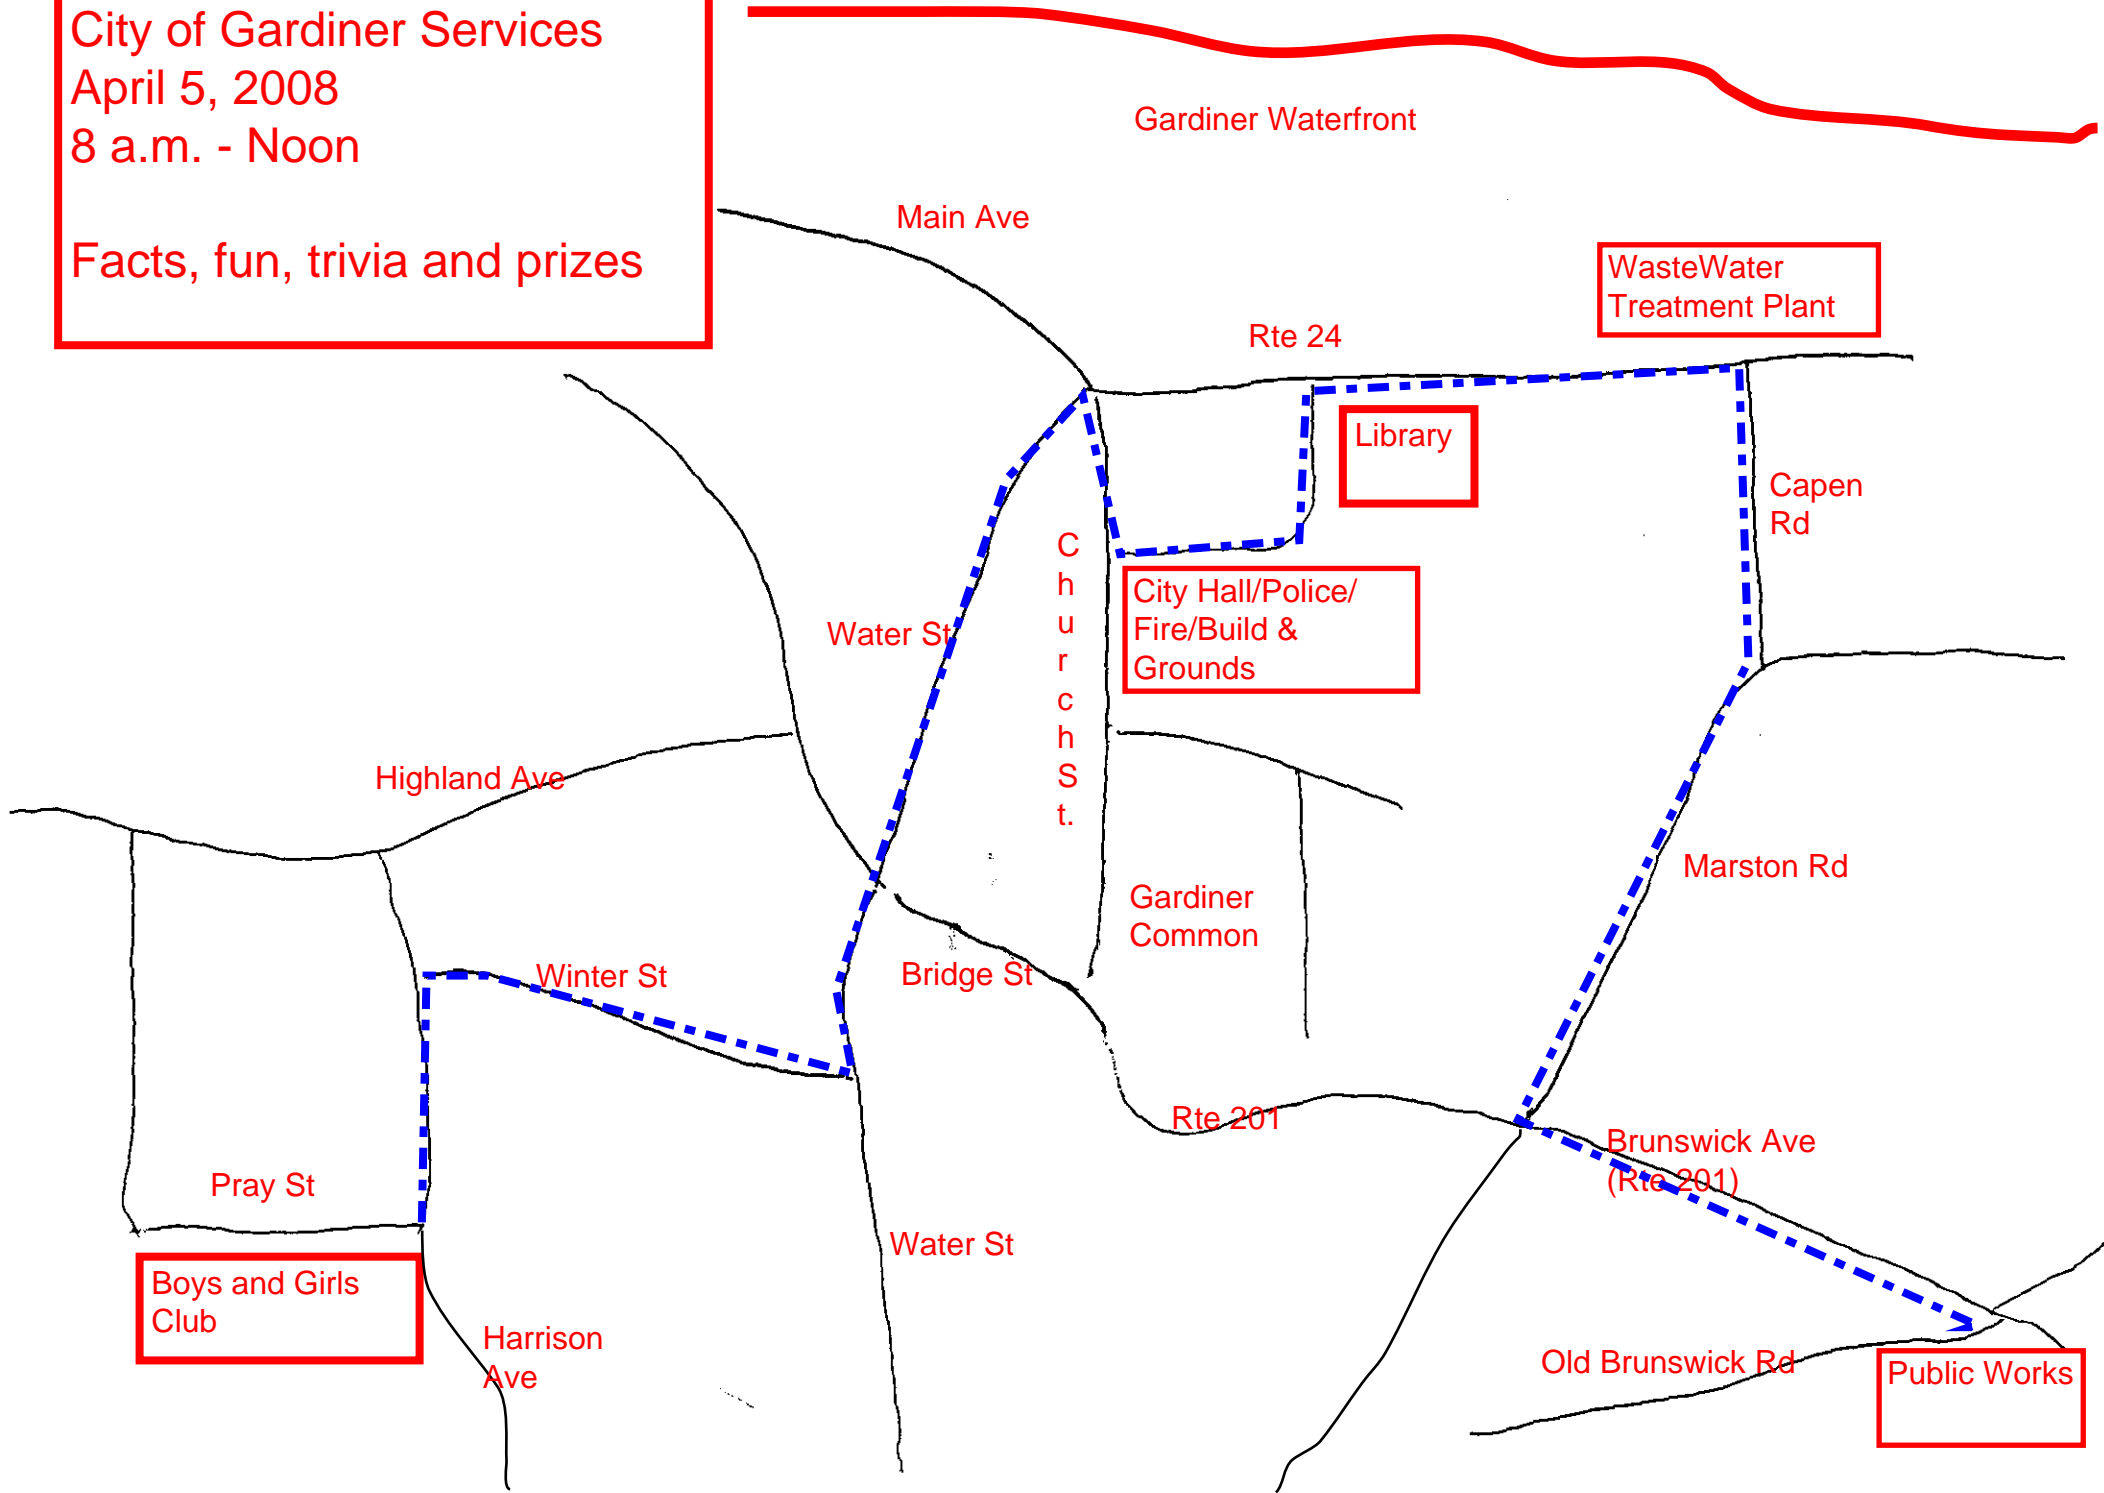 City of Gardiner Services
April 5, 2008
8 a.m. - Noon
Facts, fun, trivia and prizes
Gardiner Waterfront
Main Ave
WasteWater
Treatment Plant
Rte 24
Library
Capen
Rd
C
h
u
r
c
h
S
t.
City Hall/Police/
Fire/Build &
Grounds
Water St
Highland Ave
Marston Rd
Gardiner
Common
Winter St
Bridge St
Rte 201
Brunswick Ave
(Rte 201)
Pray St
Water St
Boys and Girls
Club
Harrison
Ave
Old Brunswick Rd
Public Works